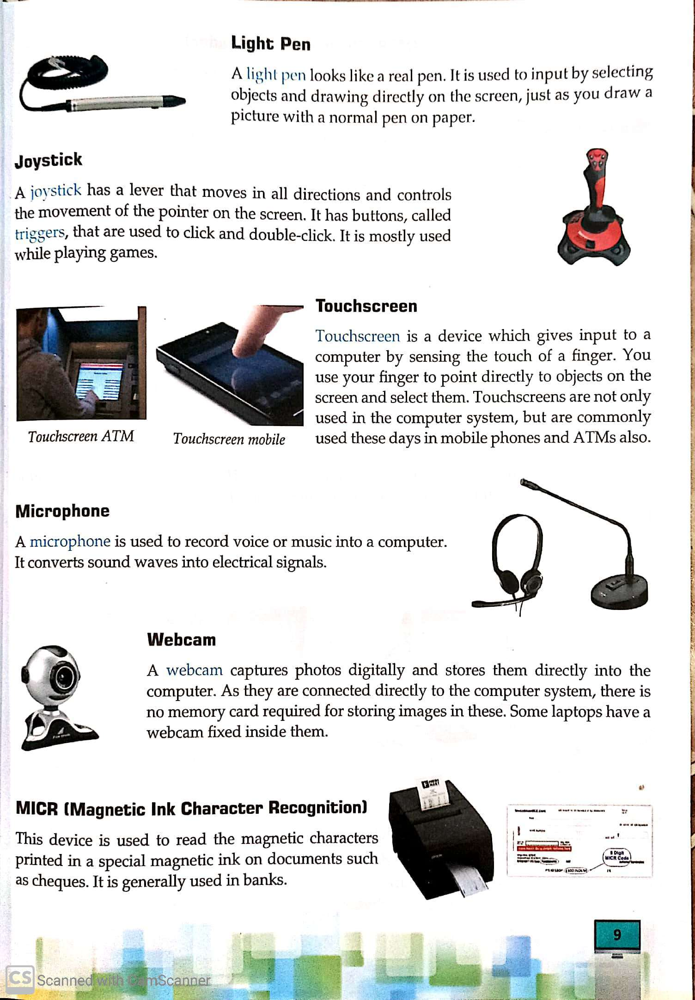 Light Pen
A light pen looks like a real pen. It is used to input by selecting
objects and drawing directly on the screen, just as you draw a
picture with a normal pen on paper.
Joystick
A joystick has a lever that moves in all directions and controls
the movement of the pointer on the screen. It has buttons, called
triggers, that are used to click and double-click. It is mostly used
while playing games.
Touchscreen
Touchscreen is a device which gives input to a
computer by sensing the touch of a finger. You
use your finger to point directly to objects on the
screen and select them. Touchscreens are not only
used in the computer system, but are commonly
used these days in mobile phones and ATMs also.
Touchscreen ATM
Touchscreen mobile
Microphone
A microphone is used to record voice or music into a computer.
It converts sound waves into electrical signals.
Webcam
A webcam captures photos digitally and stores them directly into the
computer. As they are connected directly to the computer system, there is
no memory card required for storing images in these. Some laptops have a
webcam fixed inside them.
MICR (Magnetic Ink Character Recognition)
This device is used to read the magnetic characters
printed in a special magnetic ink on documents such
as cheques. It is generally used in banks.
Digit
MICR Code
9
CS Scanned with CamScanner